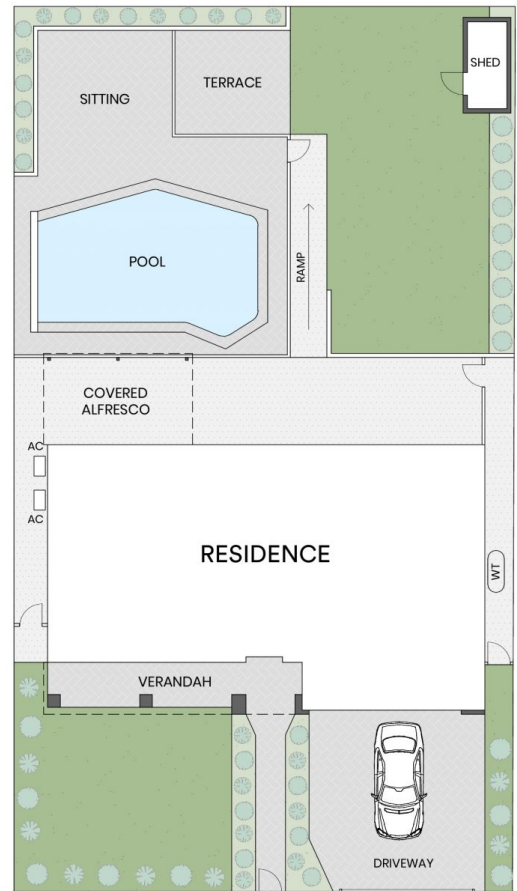 SHED
SITTING
TERRACE
POOL
RAMP
COVERED
ALFRESCO
AC
AC
RESIDENCE
WT
VERANDAH
DRIVEWAY